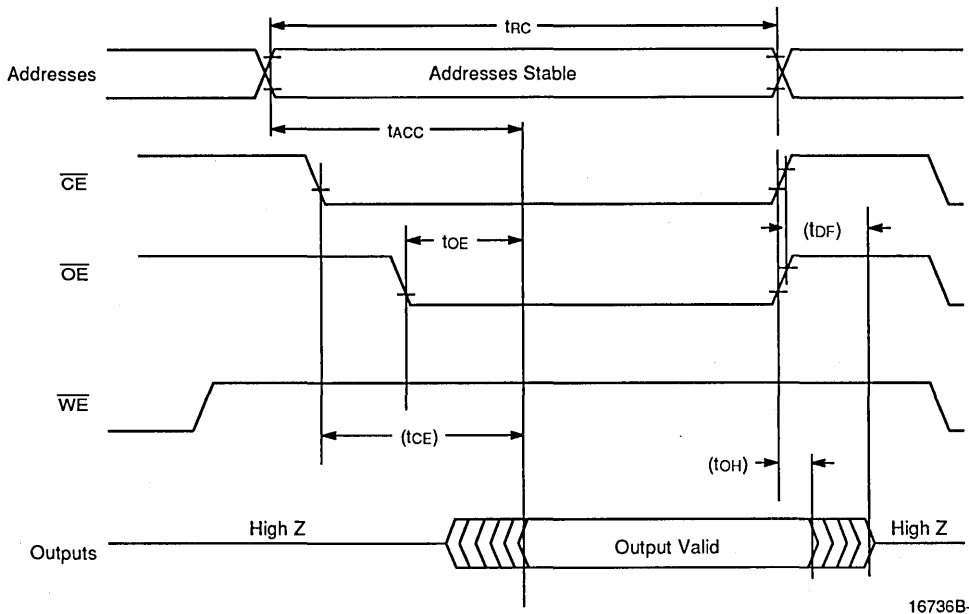 tRC
Addresses
Addresses Stable
tACC
CE
tOE
(tDF)
OE
WE
(tCE)
(tOH)
High Z
High Z
Outputs
Output Valid
16736B-